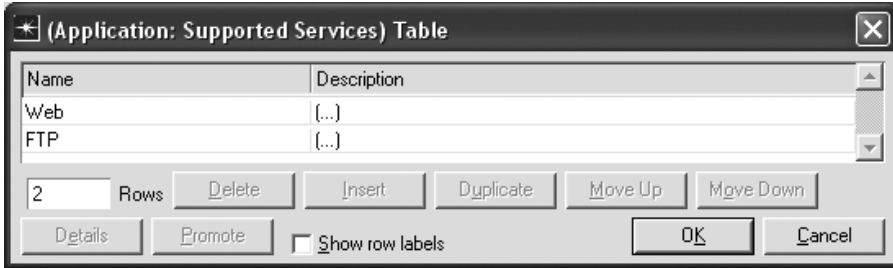 (Application: Supported Services) Table
Name Description
Web (...)
FTP (...)
2 Rows Delete Insert Duplicate Move Up Move Down
Details Promote Show row labels OK Cancel